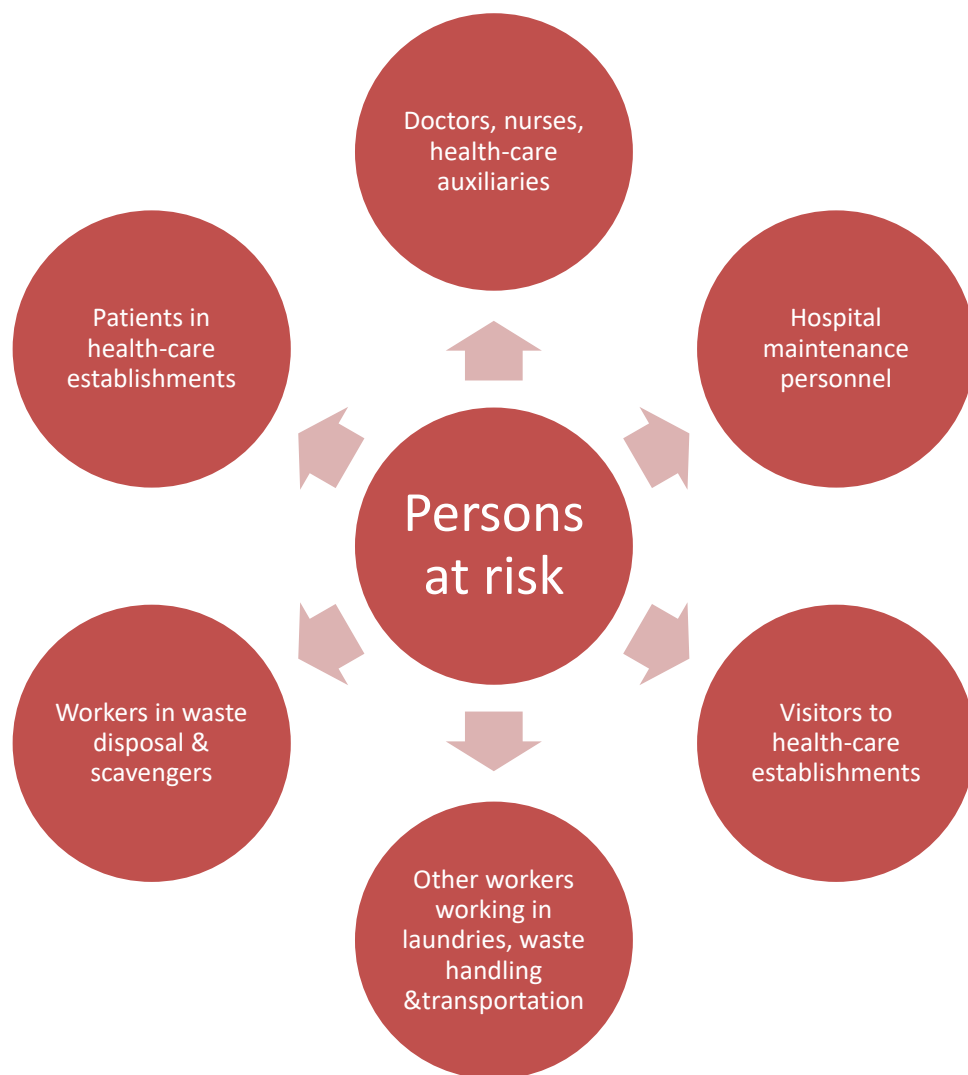 Doctors, nurses,
health-care
auxiliaries
Patients in
health-care
establishments
Hospital
maintenance
personnel
Persons
at risk
Workers in waste
disposal &
scavengers
Visitors to
health-care
establishments
Other workers
working in
laundries, waste
handling
&transportation